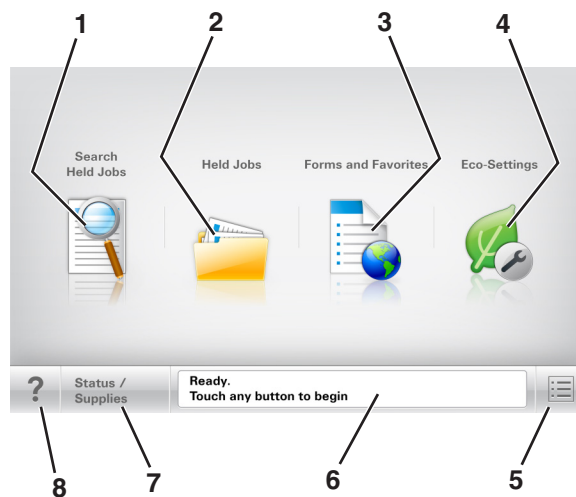 1
2
3
4
Search
Held Jobs
Held Jobs
Forms and Favorites
Eco-Settings
?
Status /
Supplies
Ready.
Touch any button to begin
8
7
6
5